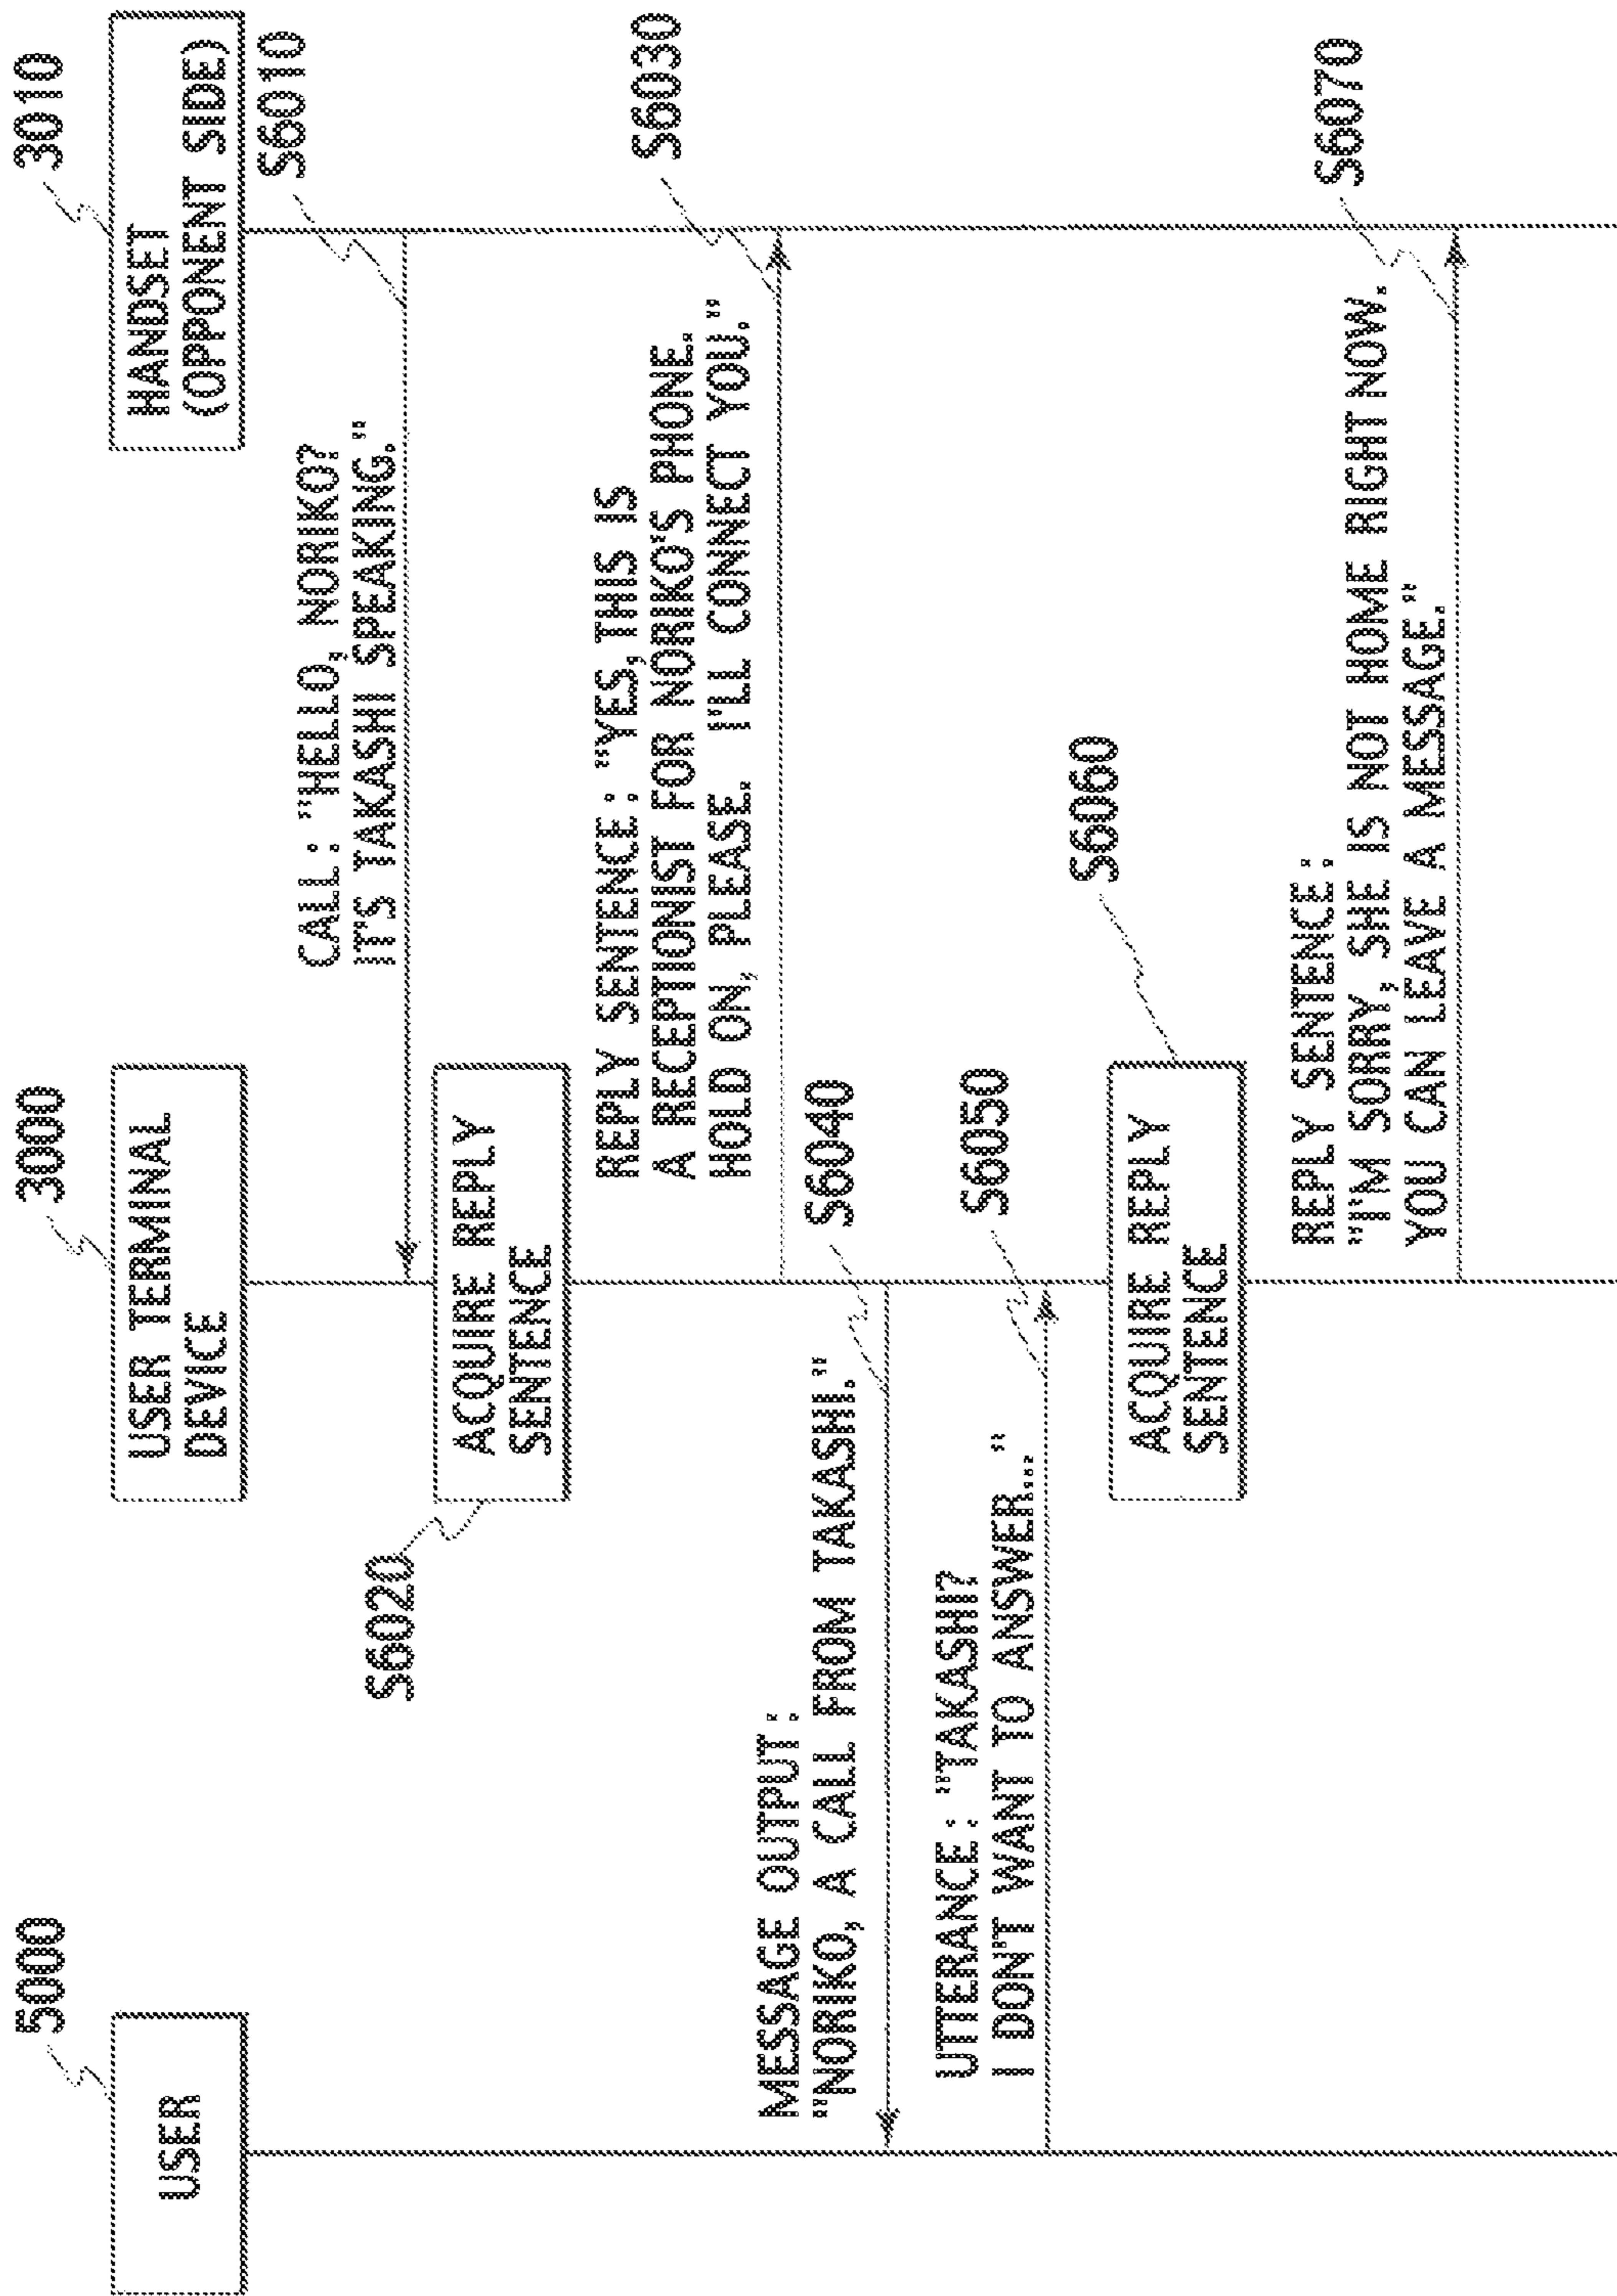 5000
USER
3000
USER TERMINAL
DEVICE
3010
HANDSET
(OPPONENT SIDE)
S6010
CALL : "HELLO, NORIKO?
IT'S TAKASHI SPEAKING."
S6020
ACQUIRE REPLY
SENTENCE
REPLY SENTENCE : "YES, THIS IS
A RECEPTIONIST FOR NORIKO'S PHONE.
HOLD ON, PLEASE. I'LL CONNECT YOU."
S6030
MESSAGE OUTPUT :
"NORIKO, A CALL FROM TAKASHI."
S6040
UTTERANCE : "TAKASHI?
I DON'T WANT TO ANSWER..."
S6050
ACQUIRE REPLY
SENTENCE
S6060
REPLY SENTENCE :
"I'M SORRY, SHE IS NOT HOME RIGHT NOW.
YOU CAN LEAVE A MESSAGE."
S6070